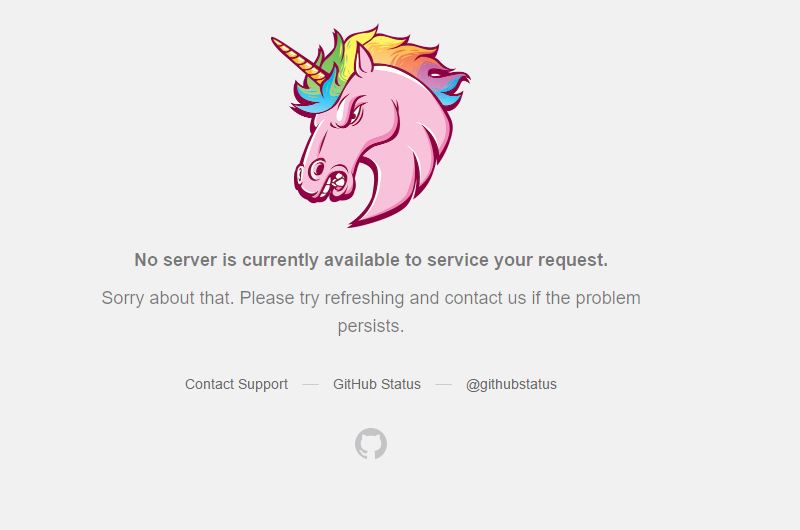 No server is currently available to service your request.
Sorry about that. Please try refreshing and contact us if the problem
persists.
Contact Support — GitHub Status — @githubstatus